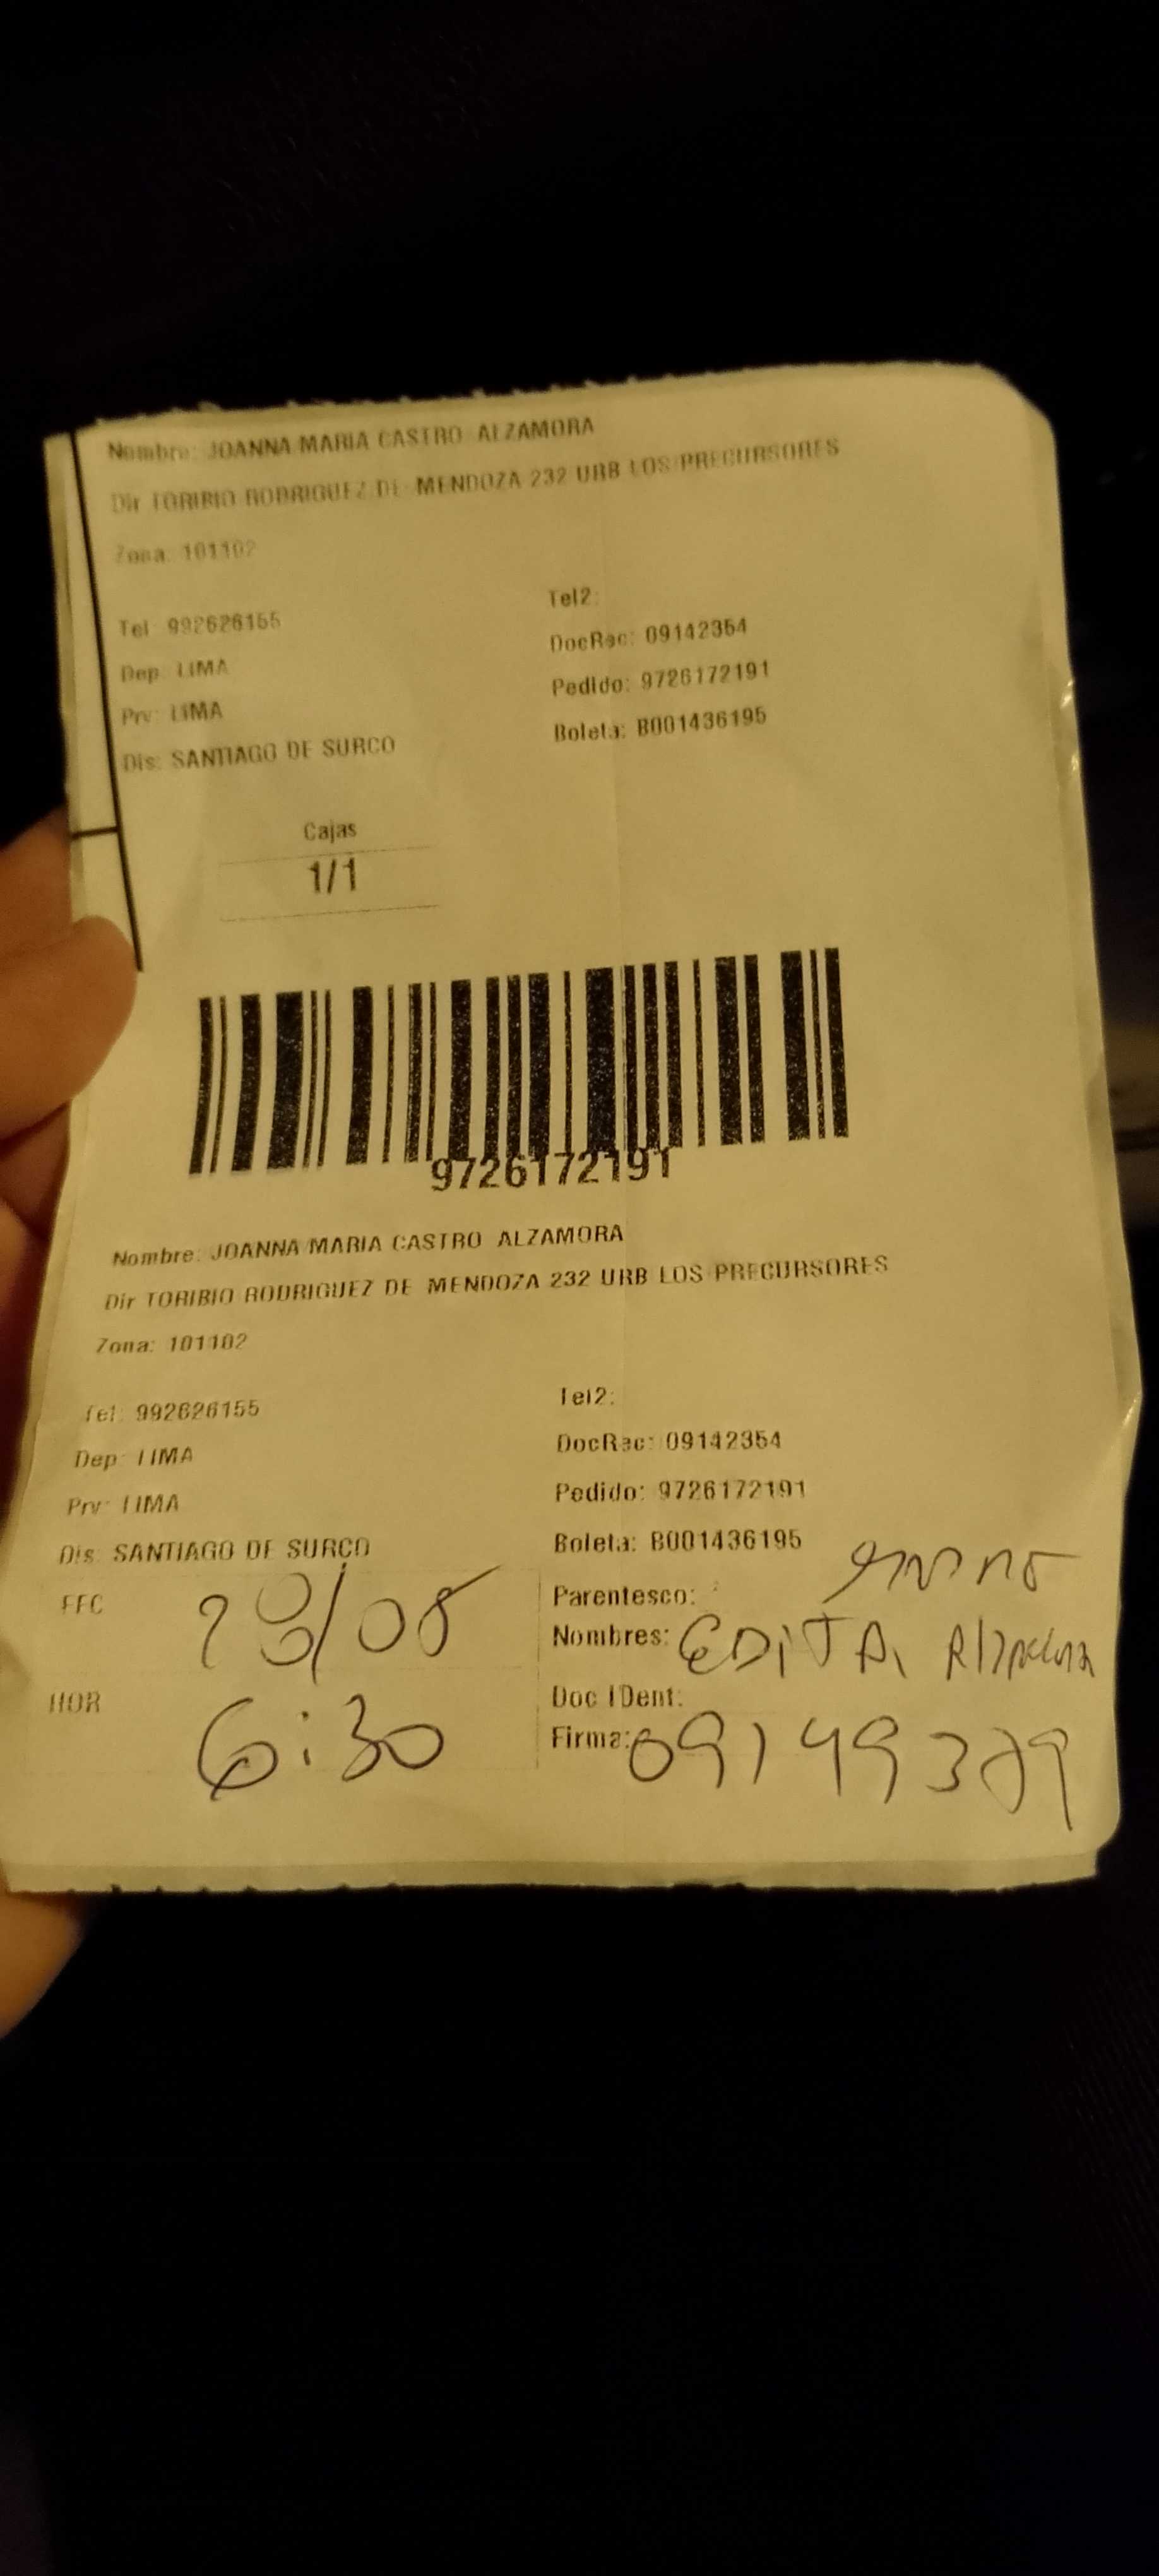 Nombre: JOANNA MARIA CASTRO ALZAMORA
Dir TORIBIO RODRIGUEZ DE MENDOZA 232 URB LOS PRECURSORES
Zona: 101102
Tel: 992626155 Tel2:
Dep: LIMA DocRec: 09142354
Prv: LIMA Pedido: 9726172191
Dis: SANTIAGO DE SURCO Boleta: B001436195
Cajas
1/1
9726172191
Nombre: JOANNA MARIA CASTRO ALZAMORA
Dir TORIBIO RODRIGUEZ DE MENDOZA 232 URB LOS PRECURSORES
Zona: 101102
Tel: 992626155 Tel2:
Dep: LIMA DocRec: 09142354
Prv: LIMA Pedido: 9726172191
Dis: SANTIAGO DE SURCO Boleta: B001436195
Parentesco:
28/05
Nombres: EDITA Alzamora
HOR 6:30 Doc IDent:
Firma: